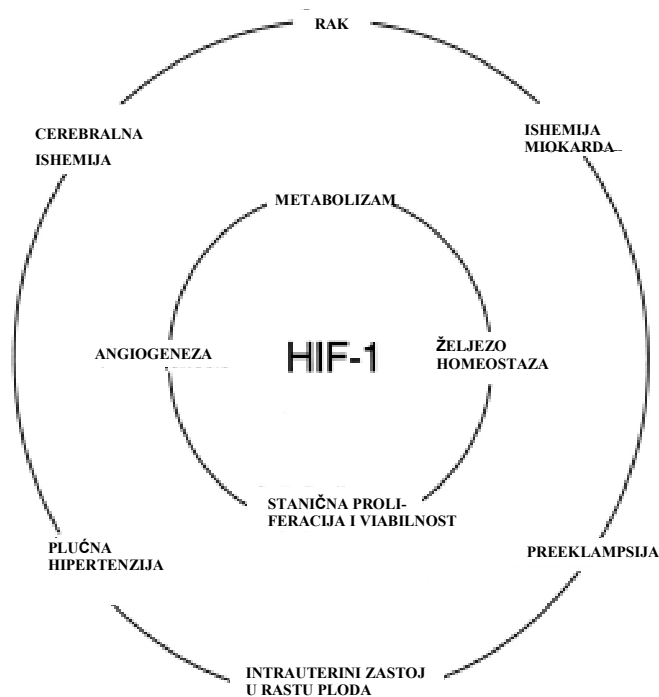 RAK
CEREBRALNA
ISHEMIJA
ISHEMIJA
MIOKARDA
METABOLIZAM
ANGIOGENEZA
HIF-1
ŽELJEZO
HOMEOSTAZA
STANIČNA PROLI-
FERACIJA I VIABILNOST
PLUĆNA
HIPERTENZIJA
PREEKLAMPSIJA
INTRAUTERINI ZASTOJ
U RASTU PLODA